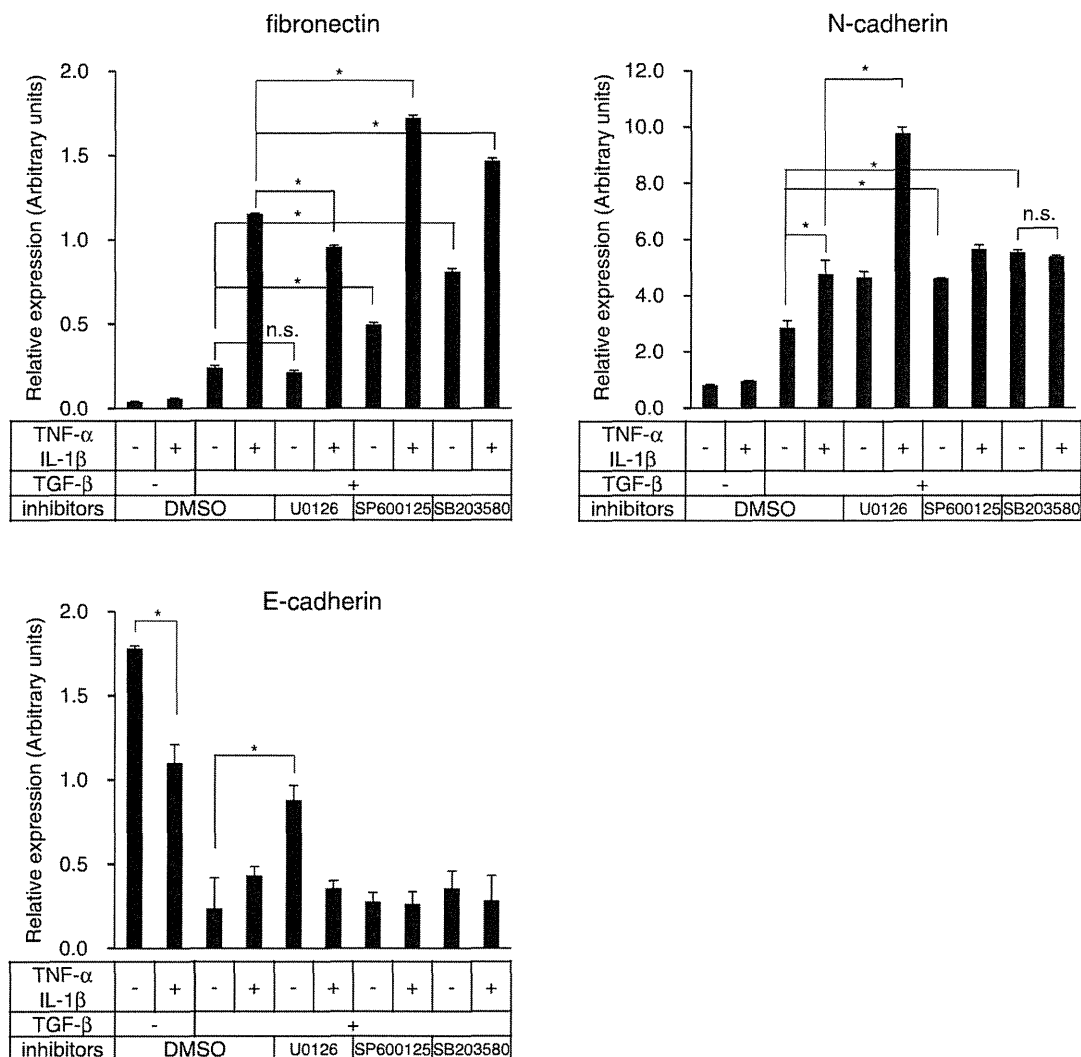 fibronectin
Relative expression (Arbitrary units)
2.0
1.5
1.0
0.5
0.0
*
*
*
*
*
n.s.
TNF-α
IL-1β
- + - + - + - + - +
TGF-β - +
inhibitors DMSO U0126 SP600125 SB203580
N-cadherin
Relative expression (Arbitrary units)
12.0
10.0
8.0
6.0
4.0
2.0
0.0
*
*
*
*
n.s.
TNF-α
IL-1β
- + - + - + - + - +
TGF-β - +
inhibitors DMSO U0126 SP600125 SB203580
E-cadherin
Relative expression (Arbitrary units)
2.0
1.5
1.0
0.5
0.0
*
*
TNF-α
IL-1β
- + - + - + - + - +
TGF-β - +
inhibitors DMSO U0126 SP600125 SB203580